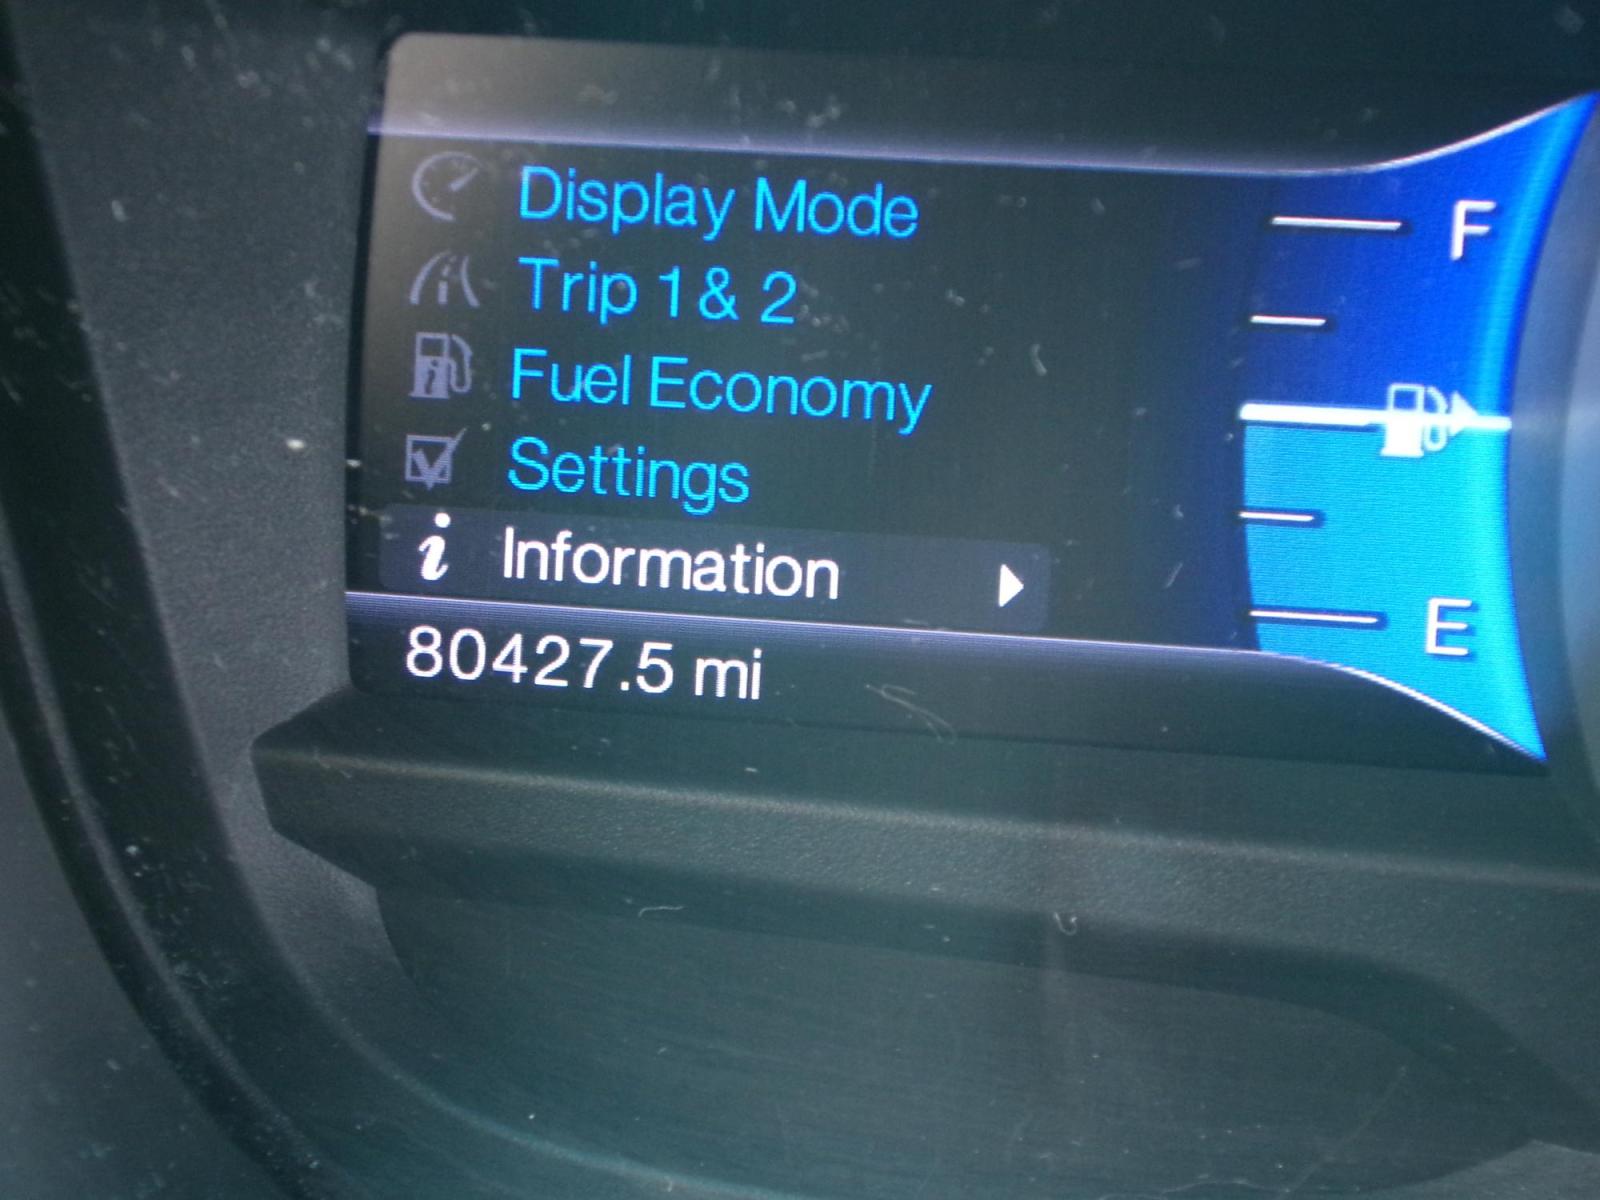 Display Mode
Trip 1 & 2
Fuel Economy
Settings
i Information
80427.5 mi
F
E